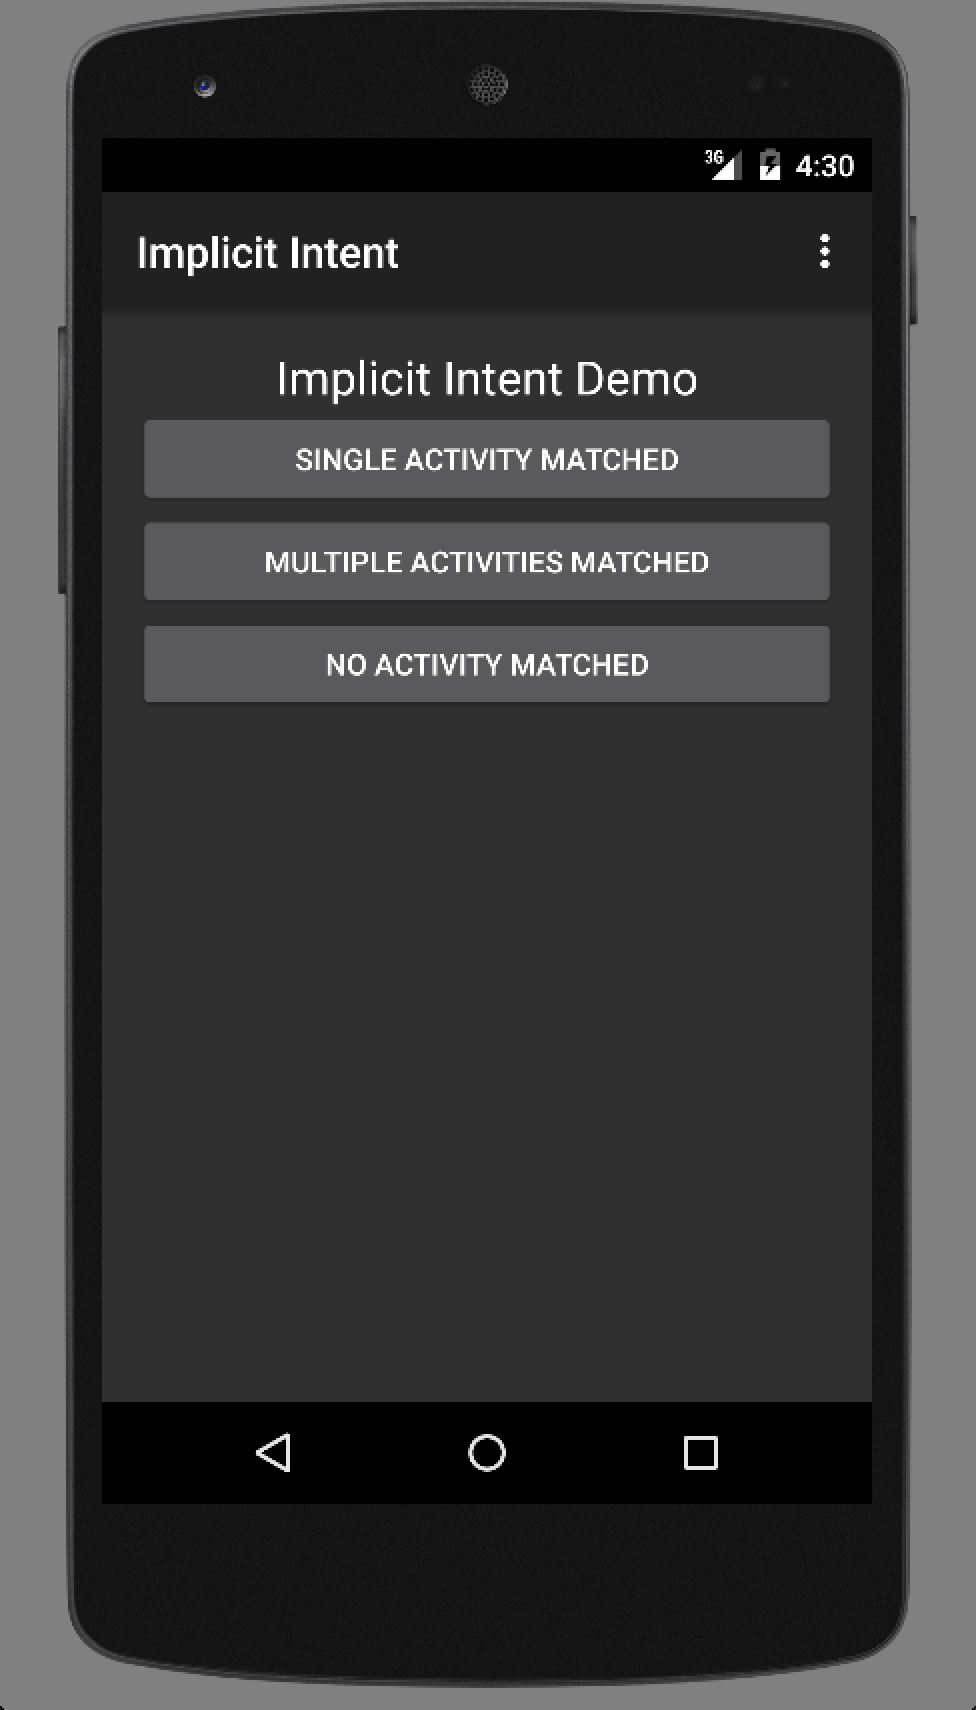 3G 4:30
Implicit Intent
Implicit Intent Demo
SINGLE ACTIVITY MATCHED
MULTIPLE ACTIVITIES MATCHED
NO ACTIVITY MATCHED